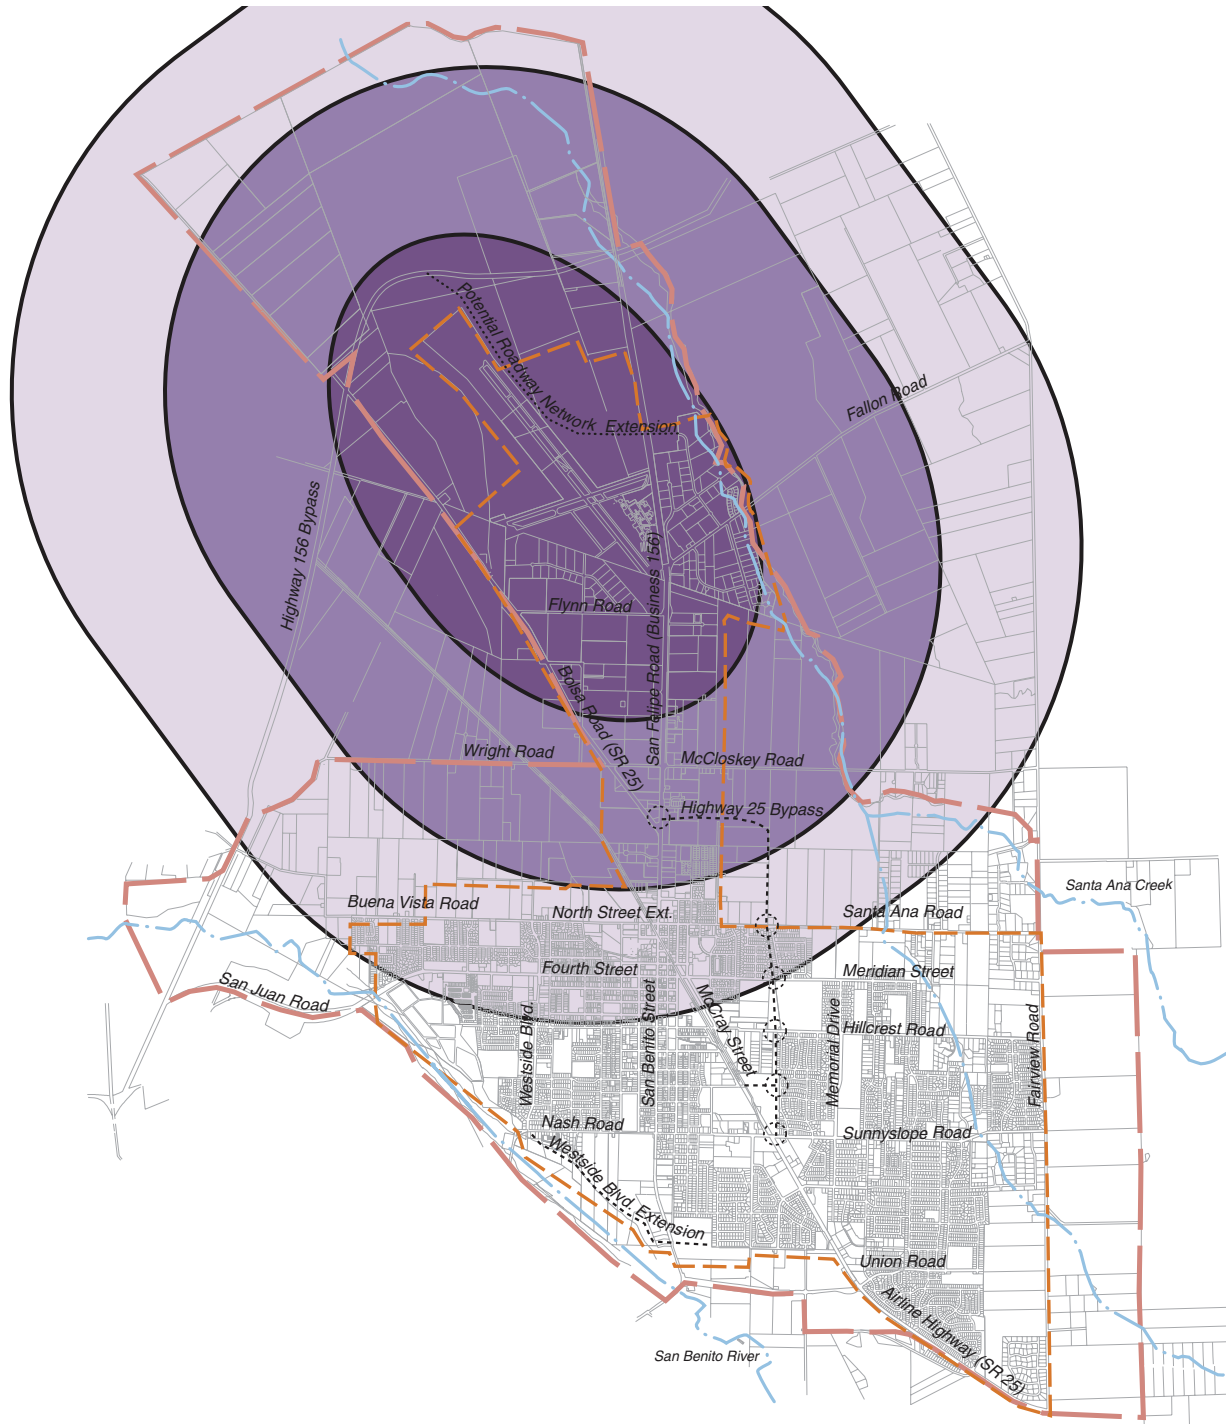 Potential Roadway Network Extension
Fallon Road
Highway 156 Bypass
Flynn Road
San Felipe Road (Business 156)
Bolsa Road (SR 25)
Wright Road
McCloskey Road
Highway 25 Bypass
Santa Ana Creek
Buena Vista Road
North Street Ext.
Santa Ana Road
Fourth Street
Meridian Street
San Juan Road
Westside Blvd.
San Benito Street
McCray Street
Memorial Drive
Hillcrest Road
Fairview Road
Nash Road
Sunnyslope Road
Westside Blvd. Extension
Union Road
Airline Highway (SR 25)
San Benito River